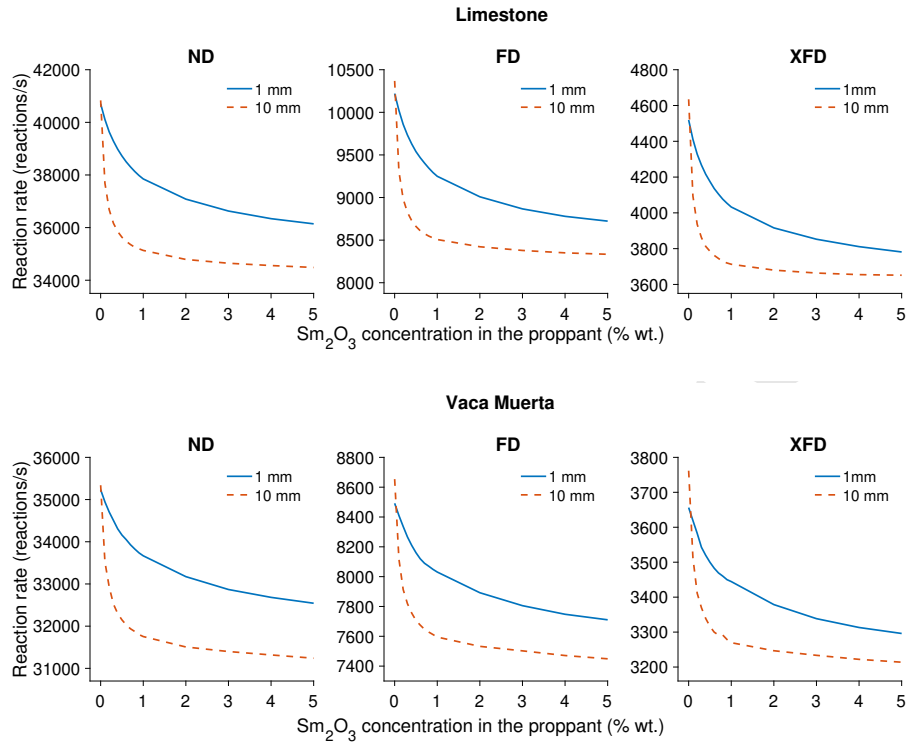 Limestone
ND
FD
XFD
42000
40000
38000
36000
34000
10500
10000
9500
9000
8500
8000
4800
4600
4400
4200
4000
3800
3600
1 mm
10 mm
1 mm
10 mm
1mm
10 mm
Reaction rate (reactions/s)
0 1 2 3 4 5
0 1 2 3 4 5
0 1 2 3 4 5
Sm2O3 concentration in the proppant (% wt.)
Vaca Muerta
ND
FD
XFD
36000
35000
34000
33000
32000
31000
8800
8600
8400
8200
8000
7800
7600
7400
3800
3700
3600
3500
3400
3300
3200
1 mm
10 mm
1 mm
10 mm
1mm
10 mm
Reaction rate (reactions/s)
0 1 2 3 4 5
0 1 2 3 4 5
0 1 2 3 4 5
Sm2O3 concentration in the proppant (% wt.)